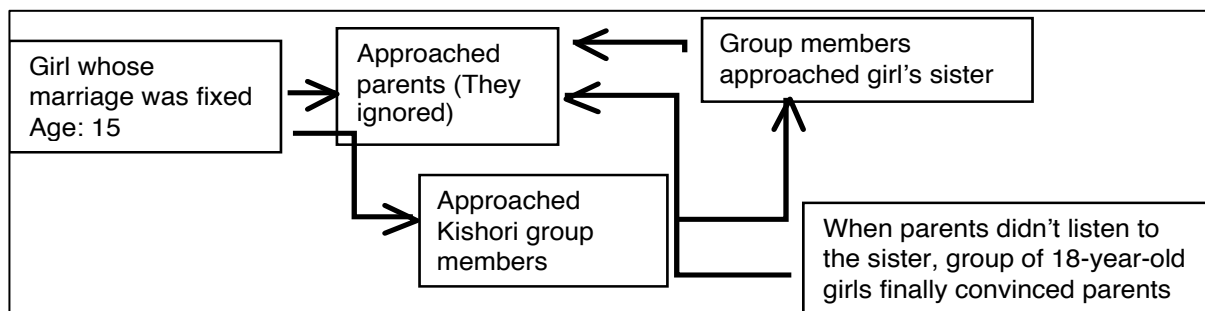 Girl whose
marriage was fixed
Age: 15
Approached
parents (They
ignored)
Group members
approached girl’s sister
Approached
Kishori group
members
When parents didn’t listen to
the sister, group of 18-year-old
girls finally convinced parents